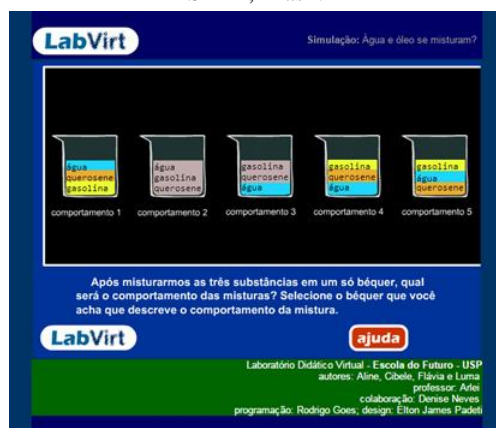 LabVirt
Simulação: Água e óleo se misturam?
água
querosene
gasolina
comportamento 1
água
gasolina
querosene
comportamento 2
gasolina
querosene
água
comportamento 3
gasolina
querosene
água
comportamento 4
gasolina
água
querosene
comportamento 5
Após misturarmos as três substâncias em um só béquer, qual
será o comportamento das misturas? Selecione o béquer que você
acha que descreve o comportamento da mistura.
LabVirt
ajuda
Laboratório Didático Virtual - Escola do Futuro - USP
autores: Aline, Cibele, Flávia e Luma
professor: Arlei
colaboração: Denise Neves
programação: Rodrigo Goes; design: Elton James Padeti